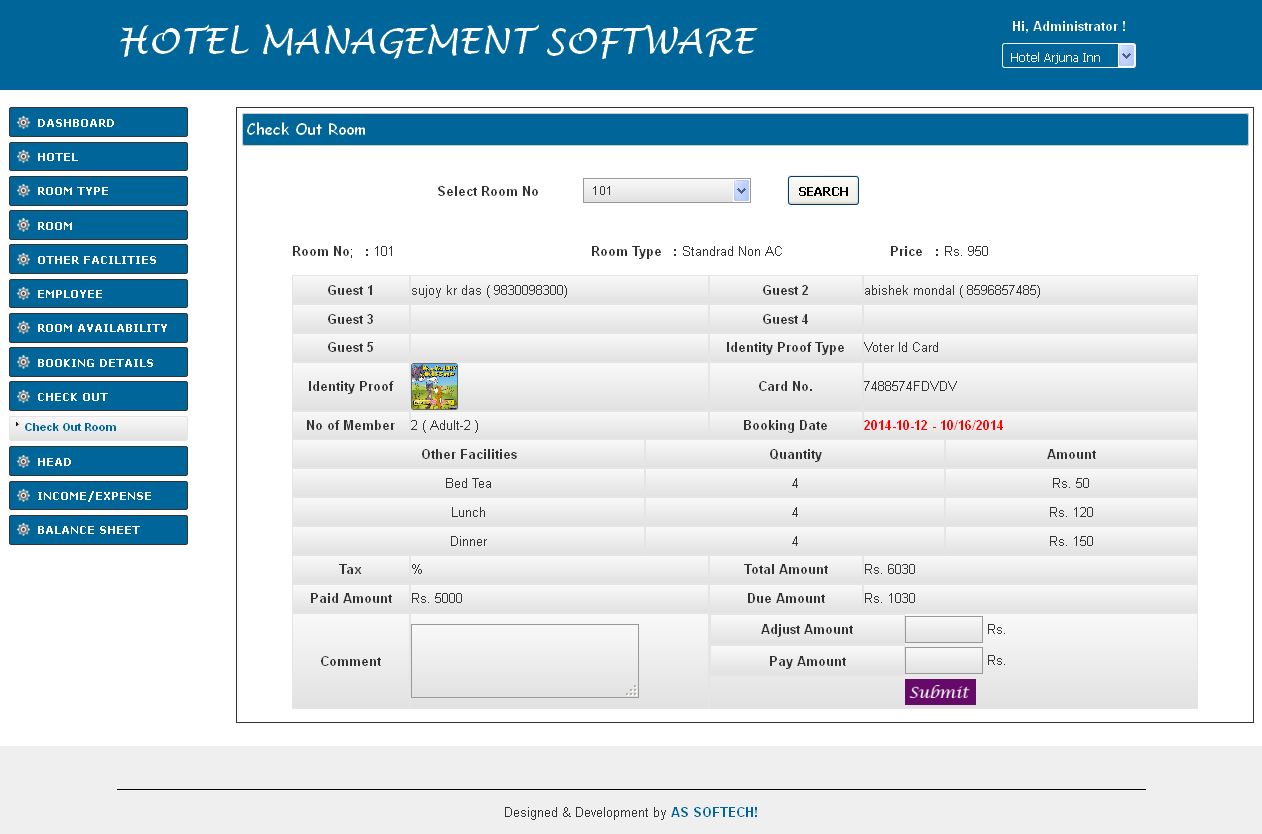 HOTEL MANAGEMENT SOFTWARE
Hi, Administrator !
Hotel Arjuna Inn
DASHBOARD
HOTEL
ROOM TYPE
ROOM
OTHER FACILITIES
EMPLOYEE
ROOM AVAILABILITY
BOOKING DETAILS
CHECK OUT
Check Out Room
HEAD
INCOME/EXPENSE
BALANCE SHEET
Check Out Room
Select Room No 101 SEARCH
Room No; : 101 Room Type : Standrad Non AC Price : Rs. 950
Guest 1 sujoy kr das ( 9830098300) Guest 2 abishek mondal ( 8596857485)
Guest 3 Guest 4
Guest 5 Identity Proof Type Voter Id Card
Identity Proof Card No. 7488574FDVDV
No of Member 2 ( Adult-2 ) Booking Date 2014-10-12 - 10/16/2014
Other Facilities Quantity Amount
Bed Tea 4 Rs. 50
Lunch 4 Rs. 120
Dinner 4 Rs. 150
Tax % Total Amount Rs. 6030
Paid Amount Rs. 5000 Due Amount Rs. 1030
Comment
Adjust Amount Rs.
Pay Amount Rs.
Submit
Designed & Development by AS SOFTECH!